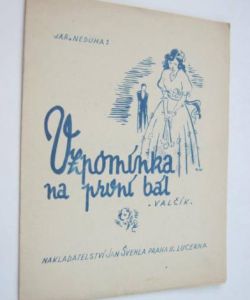 JAR. NEDUHA:
Vzpomínka
na první bál
. VALČÍK .
NAKLADATELSTVÍ JAN ŠVEHLA PRAHA II. LUCERNA